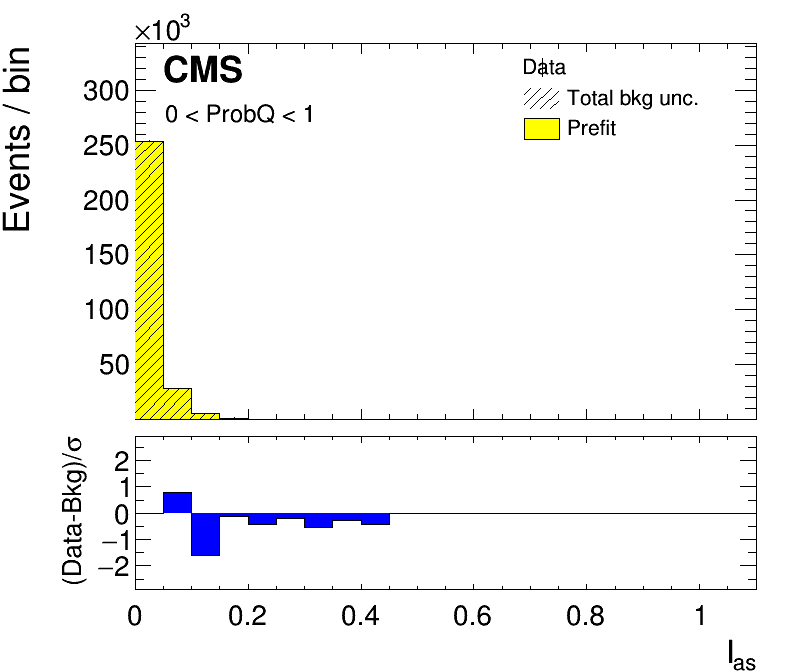 ×10³
CMS
0 < ProbQ < 1
Data
Total bkg unc.
Prefit
Events / bin
300
250
200
150
100
50
(Data-Bkg)/σ
2
1
0
−1
−2
0 0.2 0.4 0.6 0.8 1
I_as